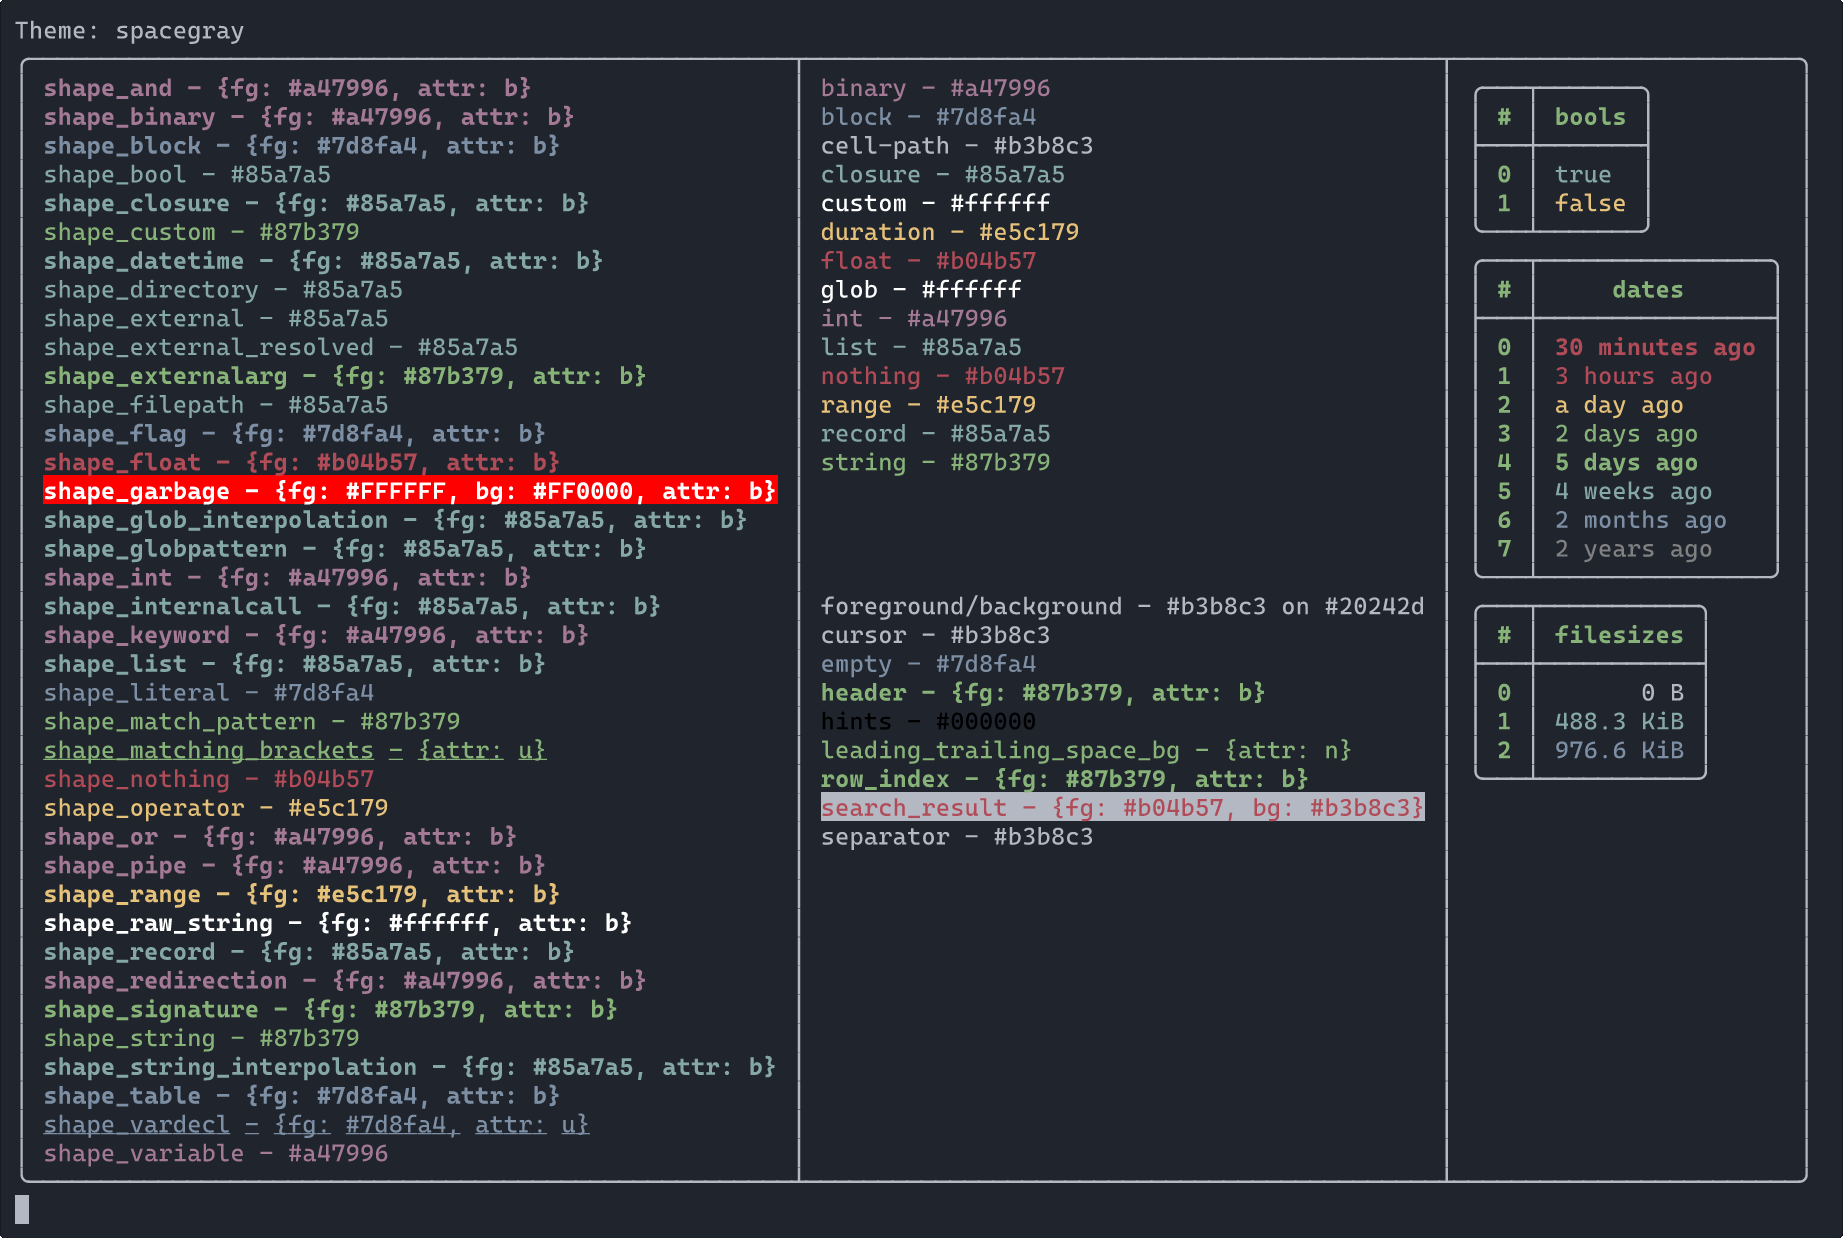 Theme: spacegray
shape_and - {fg: #a47996, attr: b}
shape_binary - {fg: #a47996, attr: b}
shape_block - {fg: #7d8fa4, attr: b}
shape_bool - #85a7a5
shape_closure - {fg: #85a7a5, attr: b}
shape_custom - #87b379
shape_datetime - {fg: #85a7a5, attr: b}
shape_directory - #85a7a5
shape_external - #85a7a5
shape_external_resolved - #85a7a5
shape_externalarg - {fg: #87b379, attr: b}
shape_filepath - #85a7a5
shape_flag - {fg: #7d8fa4, attr: b}
shape_float - {fg: #b04b57, attr: b}
shape_garbage - {fg: #FFFFFF, bg: #FF0000, attr: b}
shape_glob_interpolation - {fg: #85a7a5, attr: b}
shape_globpattern - {fg: #85a7a5, attr: b}
shape_int - {fg: #a47996, attr: b}
shape_internalcall - {fg: #85a7a5, attr: b}
shape_keyword - {fg: #a47996, attr: b}
shape_list - {fg: #85a7a5, attr: b}
shape_literal - #7d8fa4
shape_match_pattern - #87b379
shape_matching_brackets - {attr: u}
shape_nothing - #b04b57
shape_operator - #e5c179
shape_or - {fg: #a47996, attr: b}
shape_pipe - {fg: #a47996, attr: b}
shape_range - {fg: #e5c179, attr: b}
shape_raw_string - {fg: #ffffff, attr: b}
shape_record - {fg: #85a7a5, attr: b}
shape_redirection - {fg: #a47996, attr: b}
shape_signature - {fg: #87b379, attr: b}
shape_string - #87b379
shape_string_interpolation - {fg: #85a7a5, attr: b}
shape_table - {fg: #7d8fa4, attr: b}
shape_vardecl - {fg: #7d8fa4, attr: u}
shape_variable - #a47996
binary - #a47996
block - #7d8fa4
cell-path - #b3b8c3
closure - #85a7a5
custom - #ffffff
duration - #e5c179
float - #b04b57
glob - #ffffff
int - #a47996
list - #85a7a5
nothing - #b04b57
range - #e5c179
record - #85a7a5
string - #87b379
foreground/background - #b3b8c3 on #20242d
cursor - #b3b8c3
empty - #7d8fa4
header - {fg: #87b379, attr: b}
hints - #000000
leading_trailing_space_bg - {attr: n}
row_index - {fg: #87b379, attr: b}
search_result - {fg: #b04b57, bg: #b3b8c3}
separator - #b3b8c3
# bools
0 true
1 false
# dates
0 30 minutes ago
1 3 hours ago
2 a day ago
3 2 days ago
4 5 days ago
5 4 weeks ago
6 2 months ago
7 2 years ago
# filesizes
0 0 B
1 488.3 KiB
2 976.6 KiB